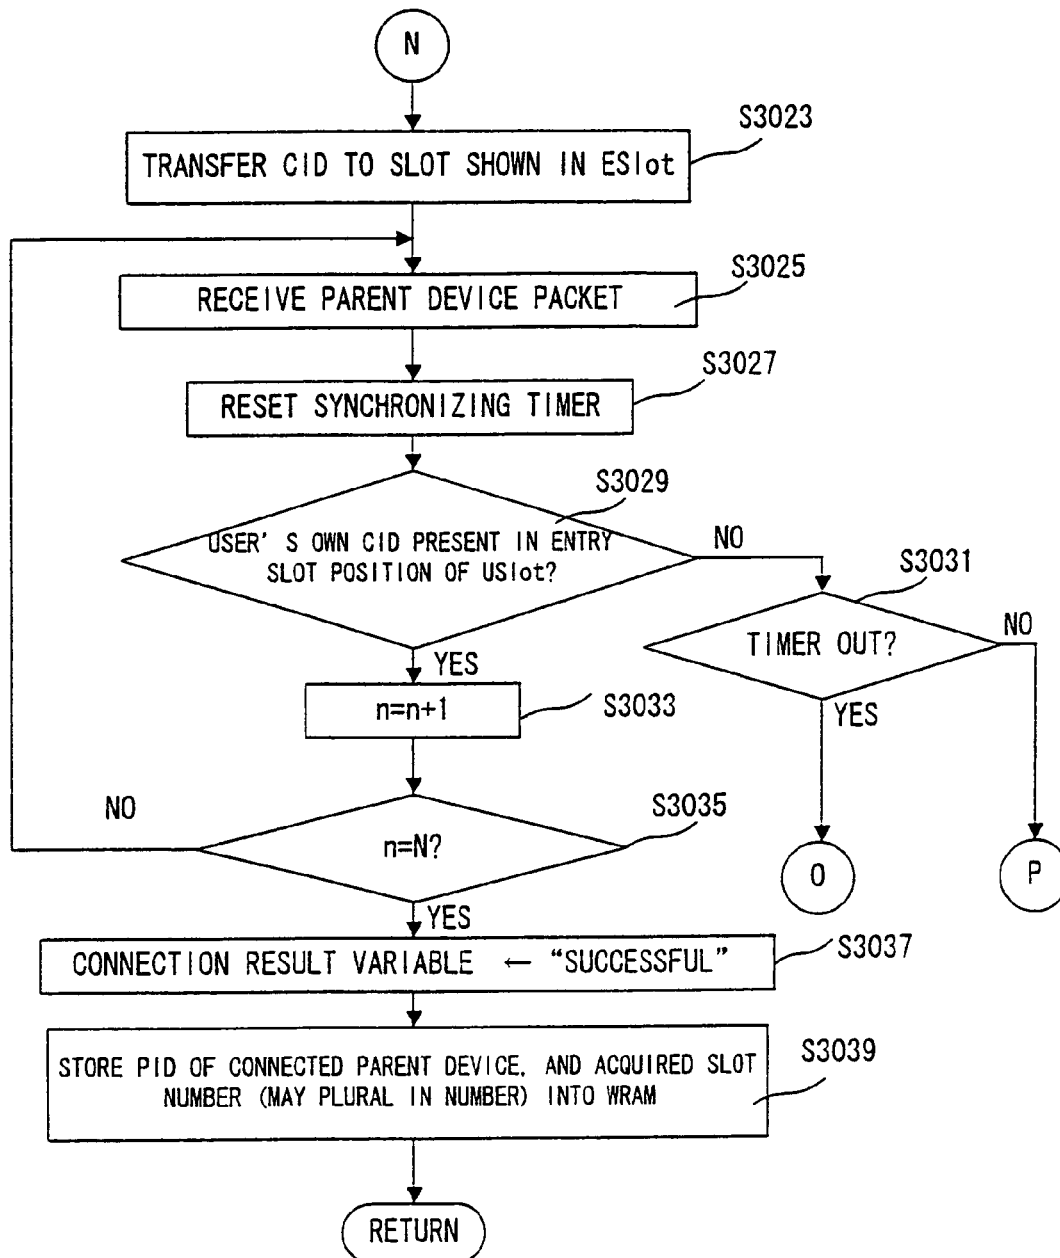 N
S3023
TRANSFER CID TO SLOT SHOWN IN ESlot
S3025
RECEIVE PARENT DEVICE PACKET
S3027
RESET SYNCHRONIZING TIMER
S3029
USER'S OWN CID PRESENT IN ENTRY
SLOT POSITION OF USlot?
NO
S3031
TIMER OUT?
NO
YES
YES
n=n+1
S3033
NO
S3035
n=N?
O
P
YES
S3037
CONNECTION RESULT VARIABLE ← “SUCCESSFUL”
S3039
STORE PID OF CONNECTED PARENT DEVICE, AND ACQUIRED SLOT
NUMBER (MAY PLURAL IN NUMBER) INTO WRAM
RETURN